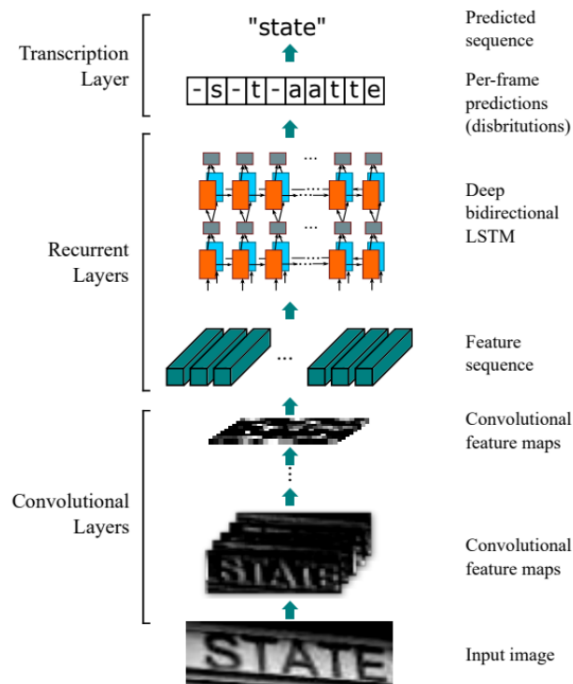 "state"
Predicted
sequence
Transcription
Layer
-s-t-aatte
Per-frame
predictions
(disbritutions)
Recurrent
Layers
...
...
...
...
Deep
bidirectional
LSTM
...
Feature
sequence
Convolutional
Layers
Convolutional
feature maps
...
STATE
Convolutional
feature maps
STATE
Input image